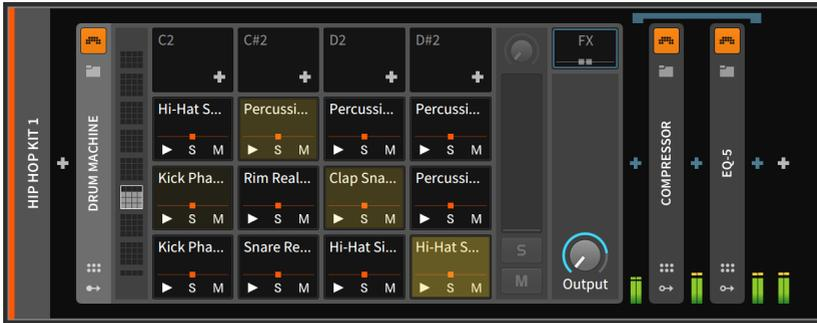 HIP HOP KIT 1
DRUM MACHINE
C2 C#2 D2 D#2
Hi-Hat S... Percussi... Percussi... Percussi...
S M S M S M S M
Kick Pha... Rim Real... Clap Sna... Percussi...
S M S M S M S M
Kick Pha... Snare Re... Hi-Hat Si... Hi-Hat S...
S M S M S M S M
S
M
FX
Output
COMPRESSOR
EQ-5